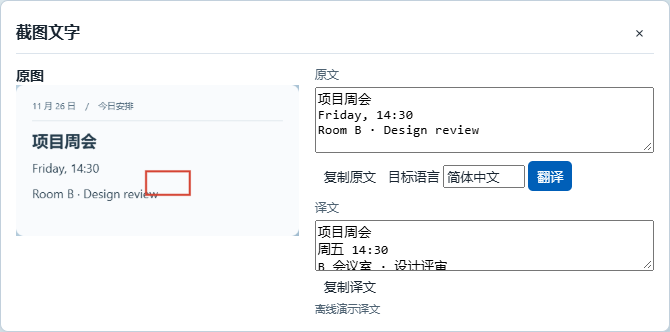 截图文字
×
原图
11 月 26 日 / 今日安排
项目周会
Friday, 14:30
Room B · Design review
原文
项目周会
Friday, 14:30
Room B · Design review
复制原文 目标语言 简体中文 翻译
译文
项目周会
周五 14:30
B 会议室 · 设计评审
复制译文
离线演示译文